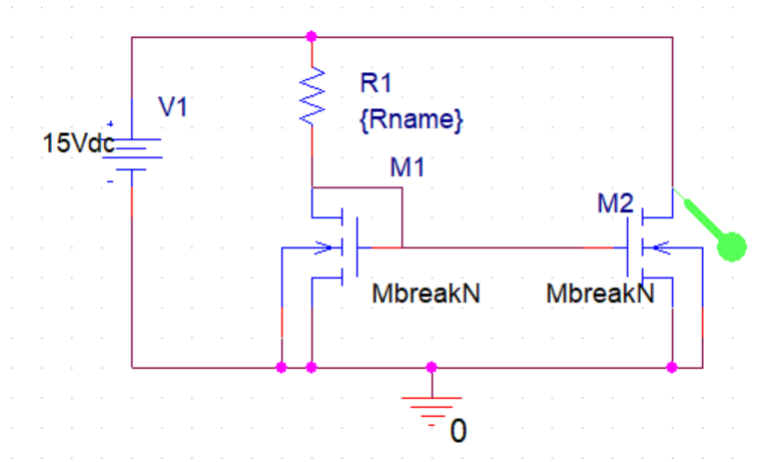 R1
V1
{Rname}
15Vdc
+
-
M1
M2
MbreakN
MbreakN
0